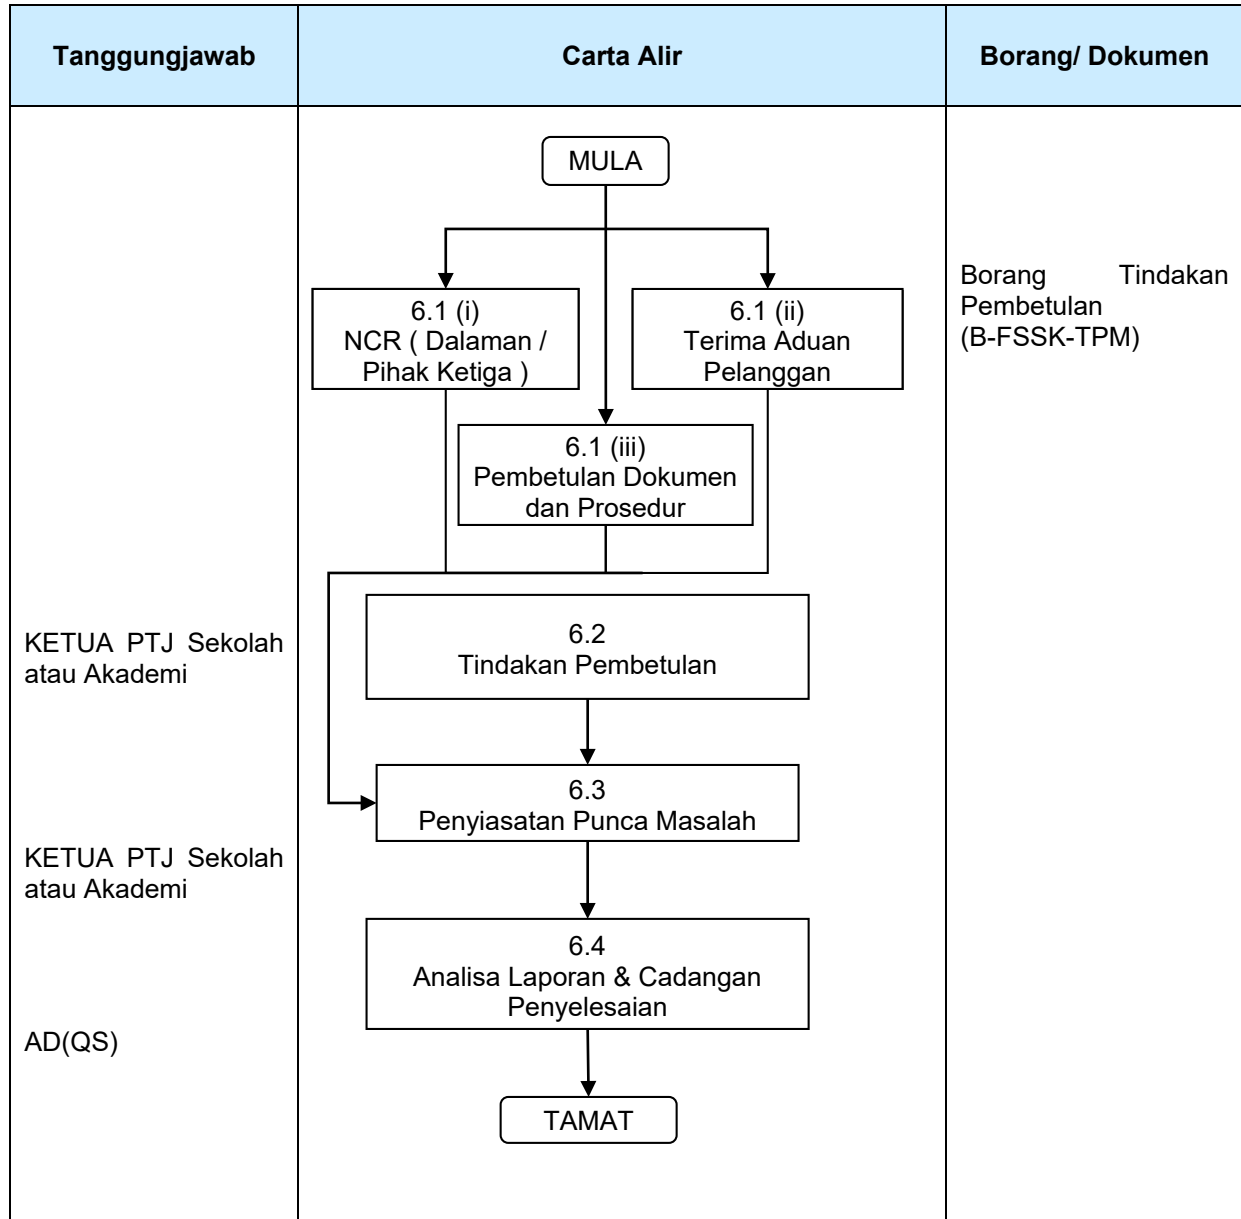 Tanggungjawab
Carta Alir
Borang/ Dokumen
MULA
6.1 (i)
NCR ( Dalaman /
Pihak Ketiga )
6.1 (ii)
Terima Aduan
Pelanggan
Borang Tindakan
Pembetulan
(B-FSSK-TPM)
6.1 (iii)
Pembetulan Dokumen
dan Prosedur
KETUA PTJ Sekolah
atau Akademi
6.2
Tindakan Pembetulan
6.3
Penyiasatan Punca Masalah
KETUA PTJ Sekolah
atau Akademi
6.4
Analisa Laporan & Cadangan
Penyelesaian
AD(QS)
TAMAT